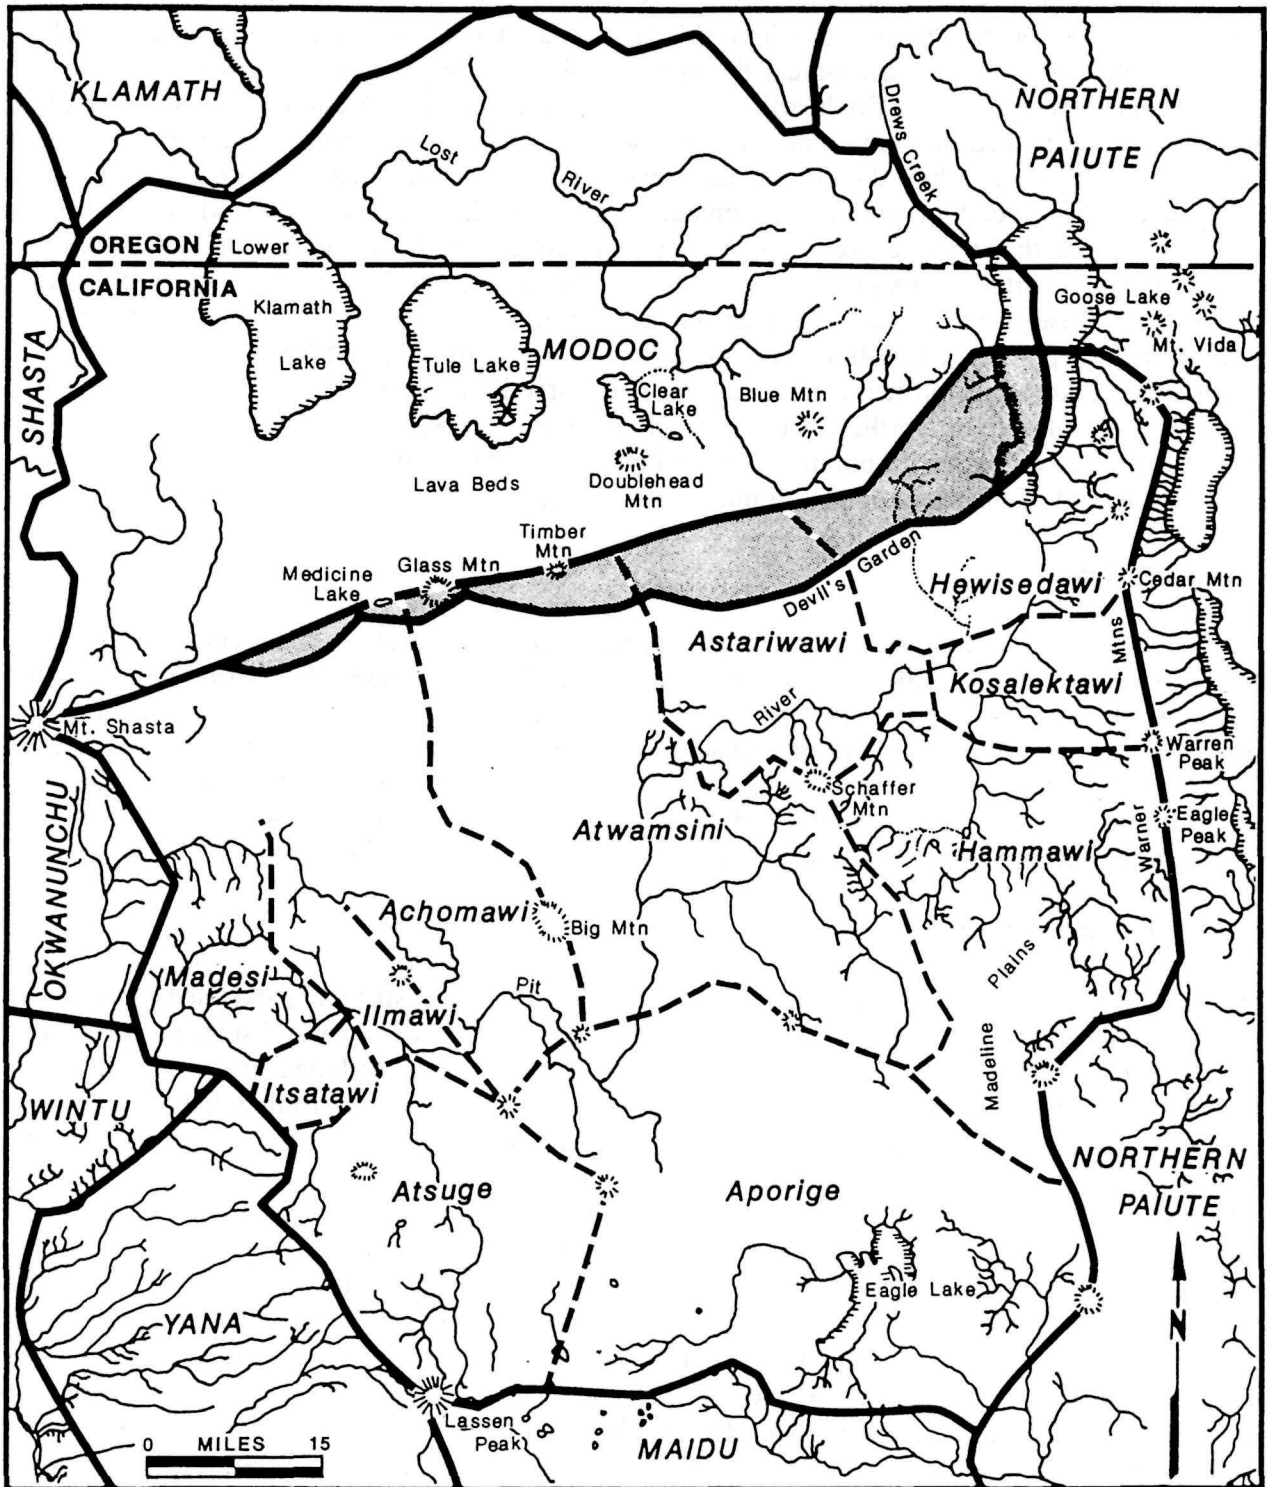 KLAMATH
NORTHERN
PAIUTE
Drews Creek
Lost
River
OREGON
CALIFORNIA
Lower
Klamath
Lake
Goose Lake
Mt. Vida
SHASTA
Tule Lake
MODOC
Clear
Lake
Blue Mtn
Lava Beds
Doublehead
Mtn
Timber
Mtn
Glass Mtn
Medicine
Lake
Devil's Garden
Hewisedawi
Cedar Mtn
Astariwawi
Mtns
Kosalektawi
River
Mt. Shasta
Warren
Peak
Schaffer
Mtn
Eagle
Peak
Warner
Atwamsini
Hammawi
OKWANUNCHU
Achomawi
Big Mtn
Madesi
Plains
Pit
Ilmawi
Madeline
Itsatawi
WINTU
NORTHERN
PAIUTE
Atsuge
Aporige
Eagle Lake
YANA
N
Lassen
Peak
MAIDU
0 MILES 15